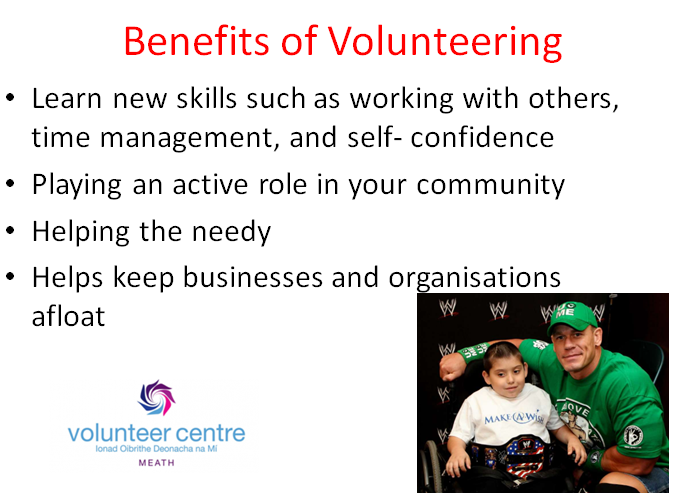 Benefits of Volunteering
• Learn new skills such as working with others,
time management, and self- confidence
• Playing an active role in your community
• Helping the needy
• Helps keep businesses and organisations
afloat
volunteer centre
Ionad Oibrithe Deonacha na Mí
MEATH
ME
MAKE-A-WISH